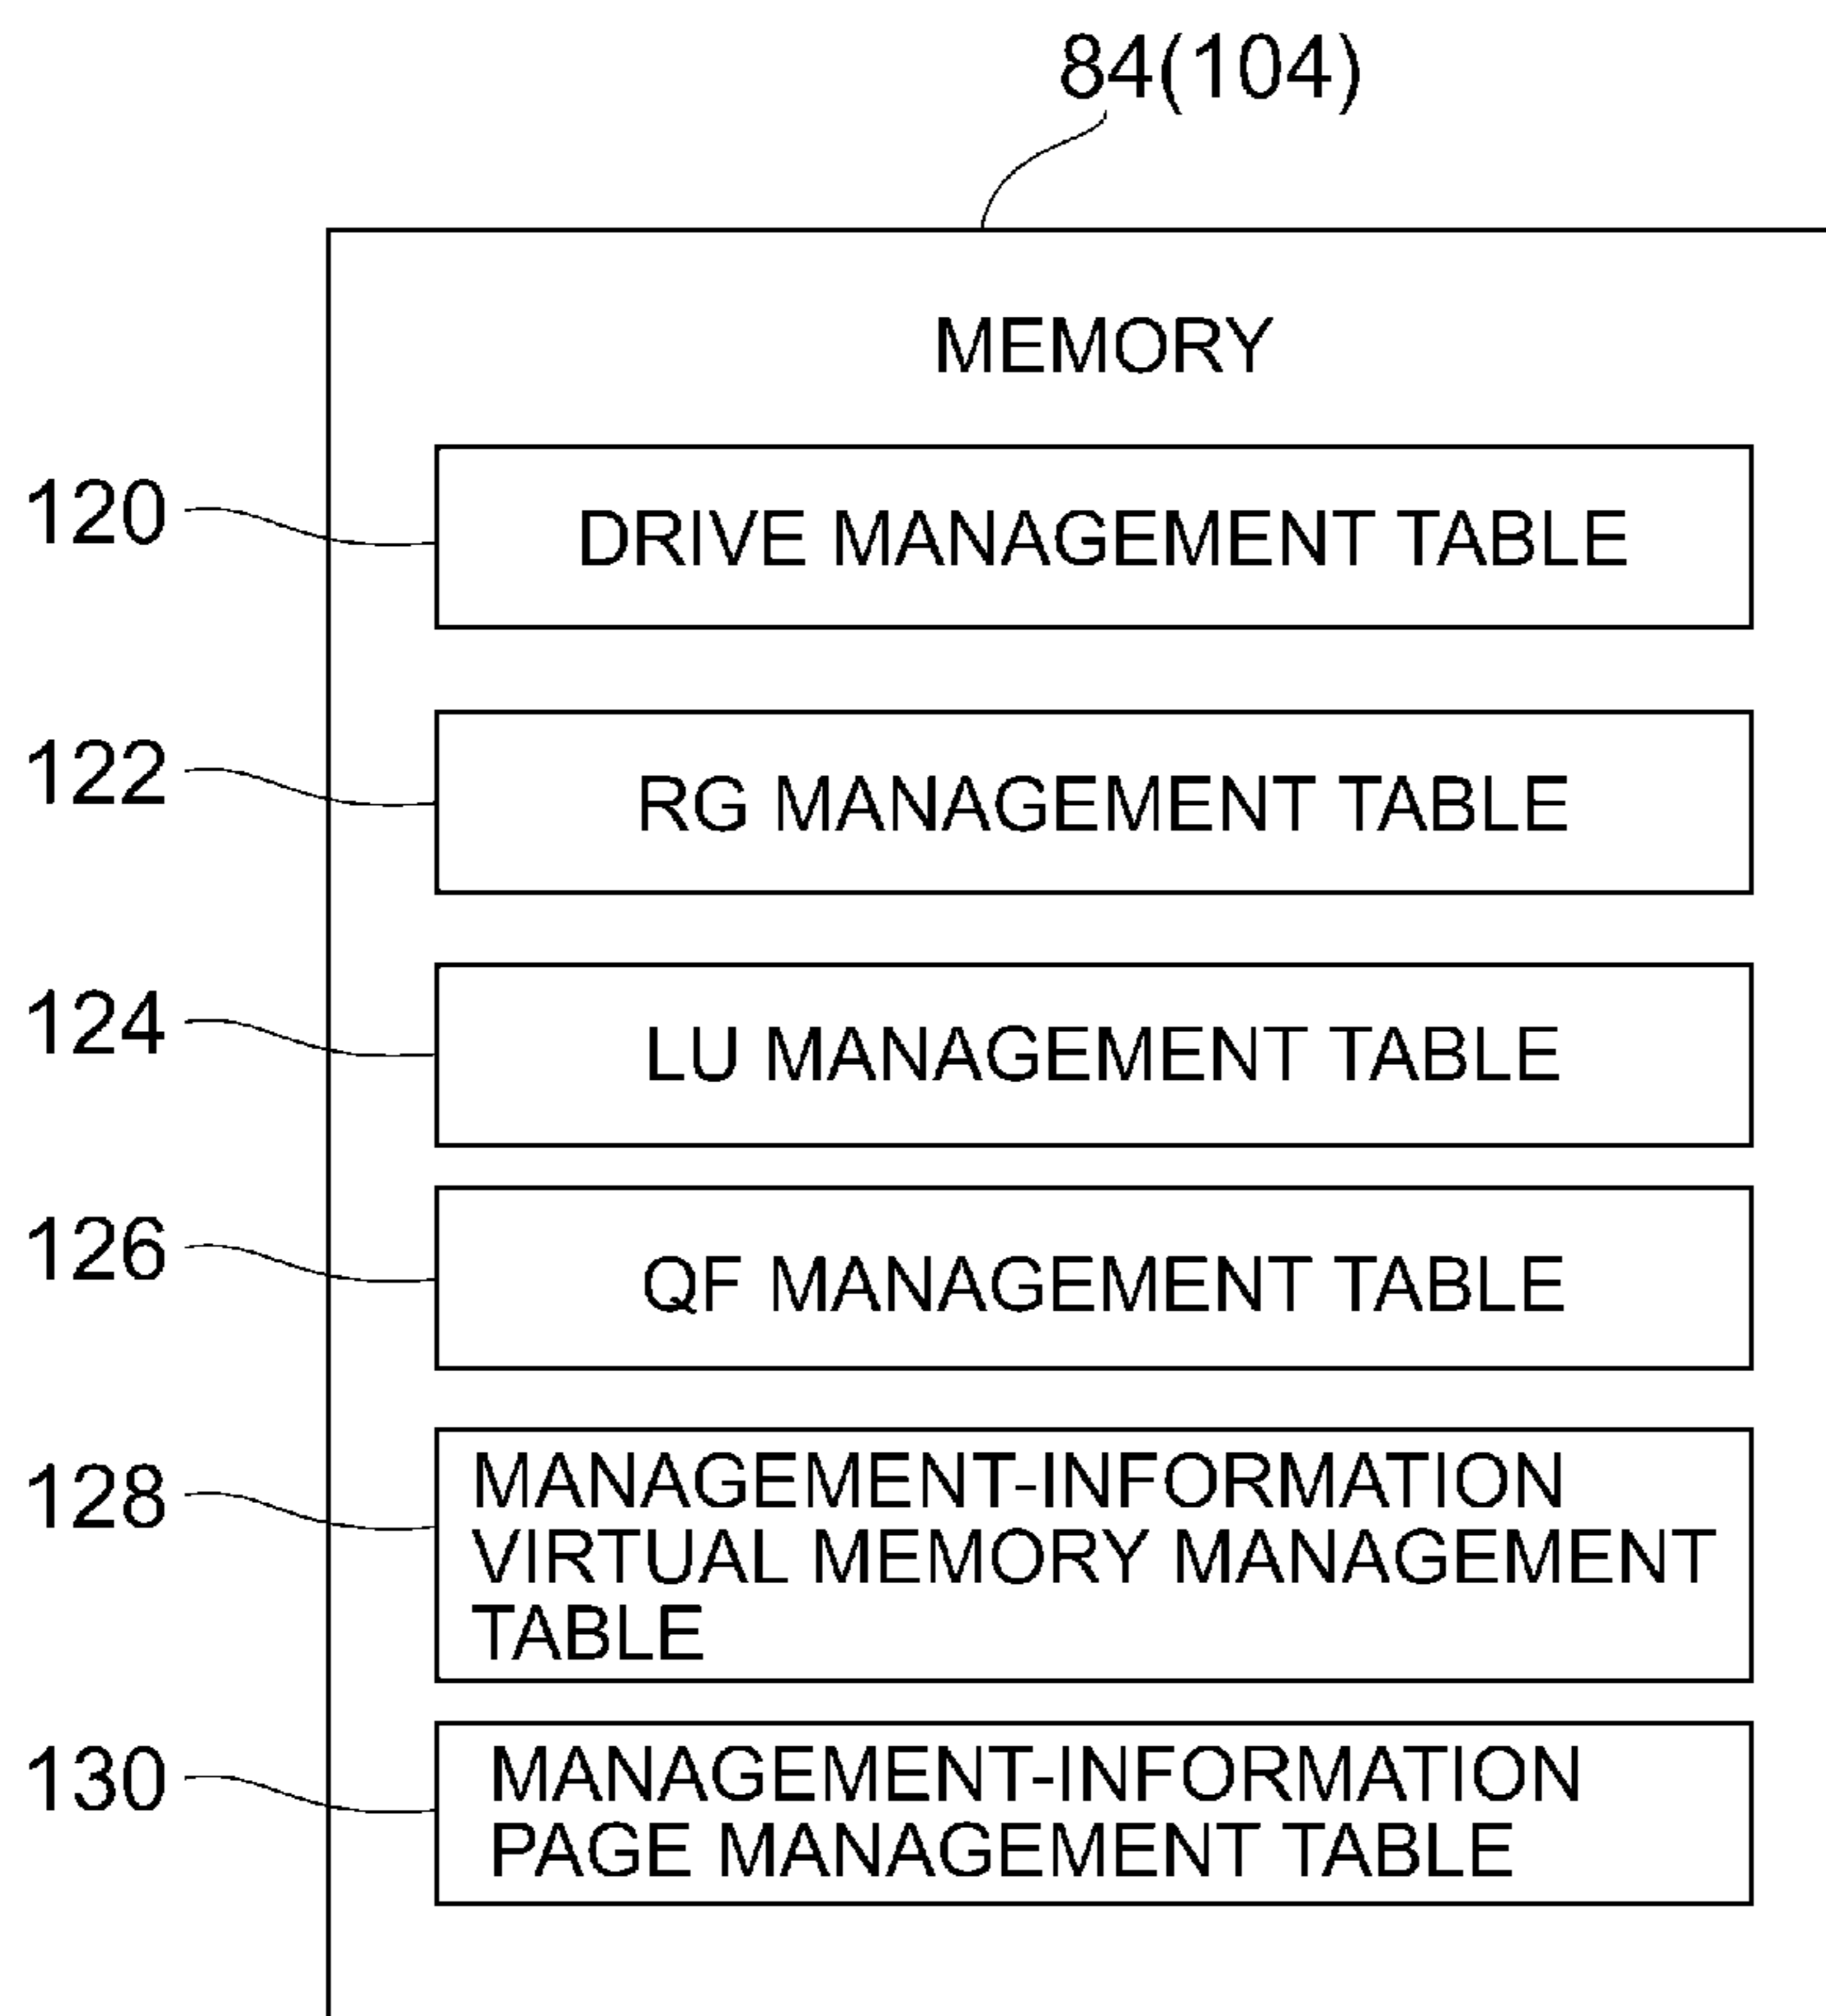 84(104)
MEMORY
120
DRIVE MANAGEMENT TABLE
122
RG MANAGEMENT TABLE
124
LU MANAGEMENT TABLE
126
QF MANAGEMENT TABLE
128
MANAGEMENT-INFORMATION
VIRTUAL MEMORY MANAGEMENT
TABLE
130
MANAGEMENT-INFORMATION
PAGE MANAGEMENT TABLE